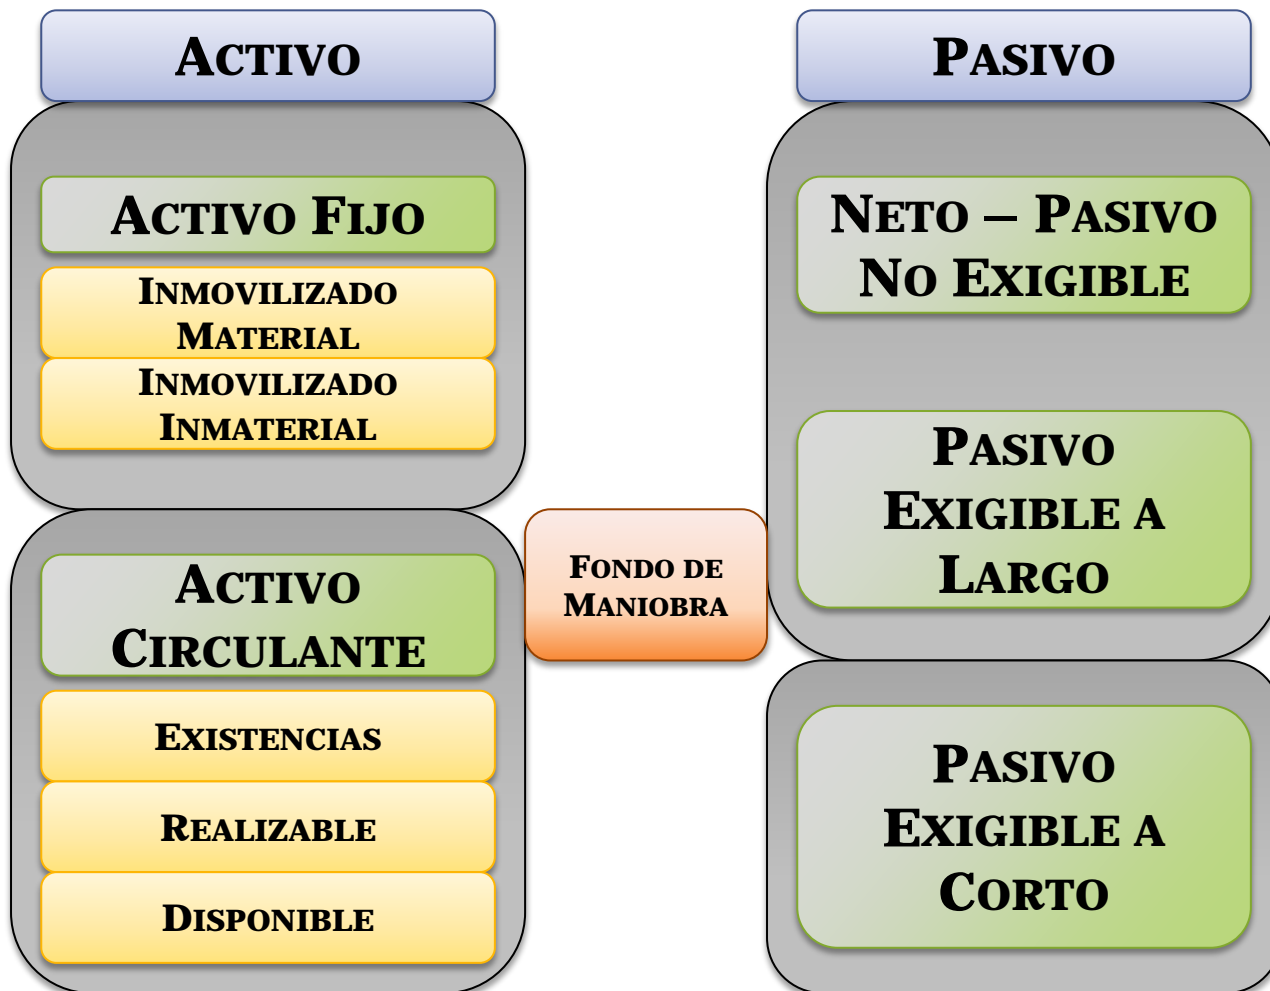 ACTIVO
ACTIVO FIJO
INMOVILIZADO
MATERIAL
INMOVILIZADO
INMATERIAL
ACTIVO
CIRCULANTE
EXISTENCIAS
REALIZABLE
DISPONIBLE
FONDO DE
MANIOBRA
PASIVO
NETO – PASIVO
NO EXIGIBLE
PASIVO
EXIGIBLE A
LARGO
PASIVO
EXIGIBLE A
CORTO